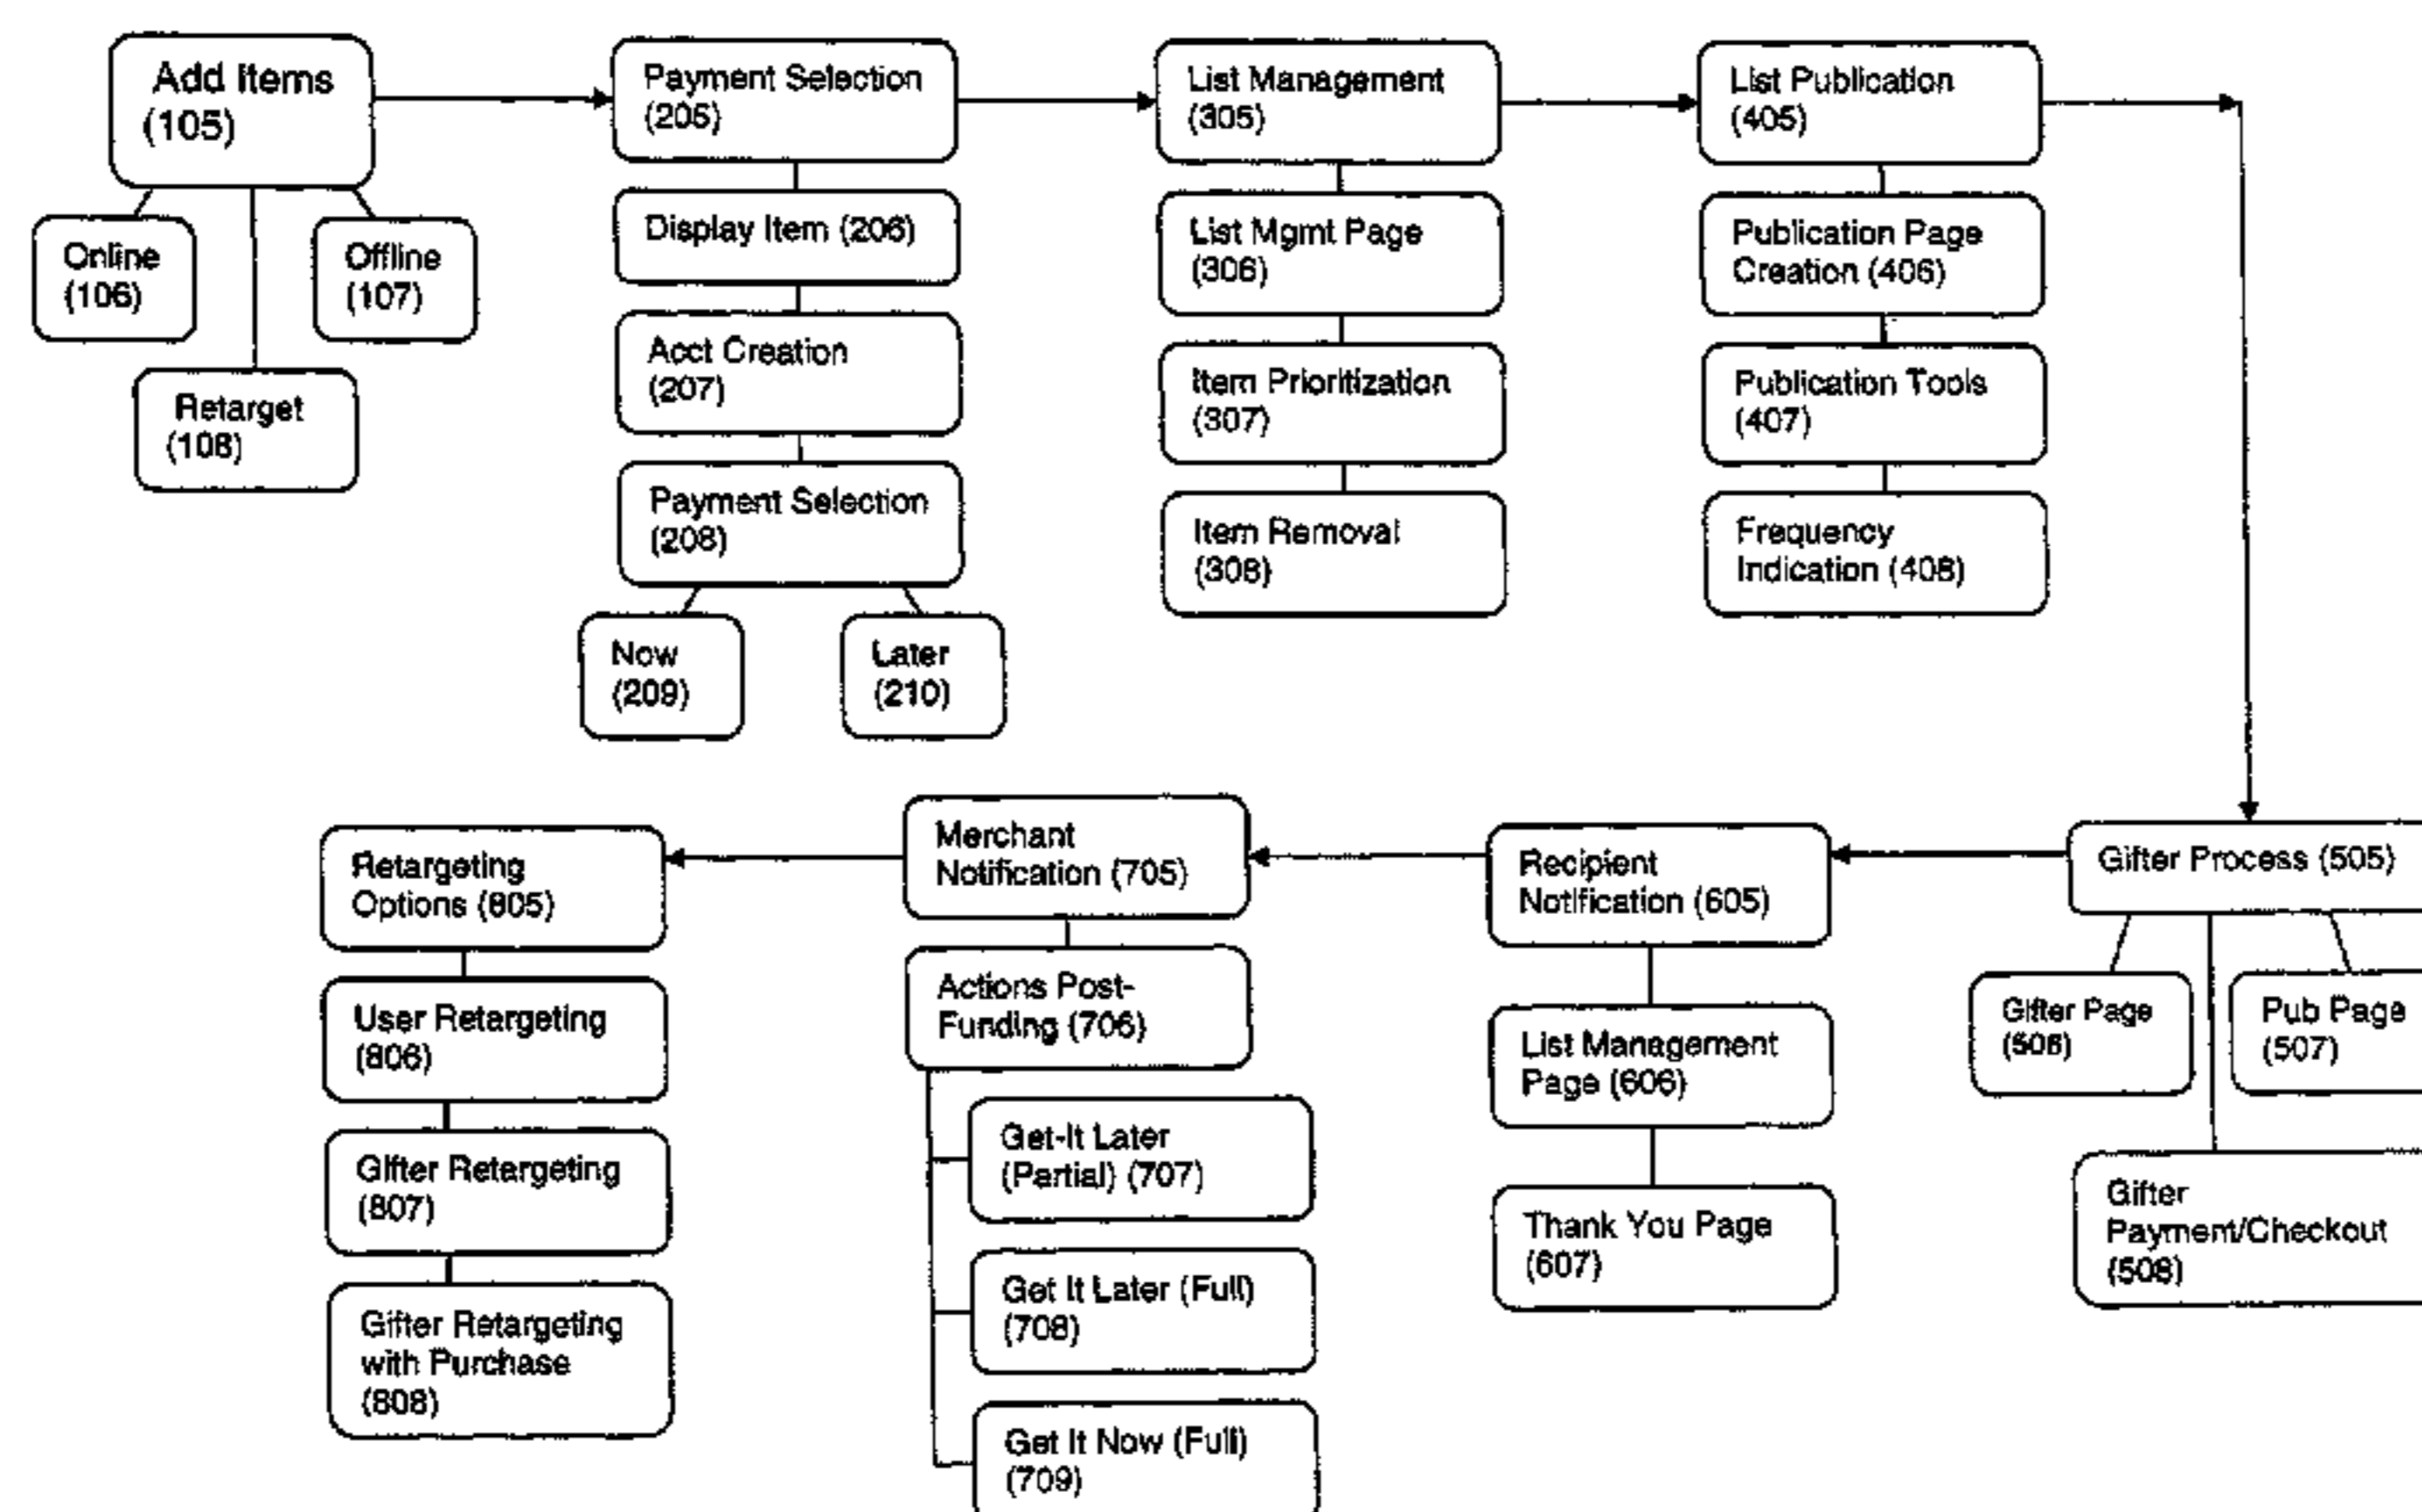 Add Items
(105)
Online
(106)
Offline
(107)
Retarget
(108)
Payment Selection
(205)
Display Item (206)
Acct Creation
(207)
Payment Selection
(208)
Now
(209)
Later
(210)
List Management
(305)
List Mgmt Page
(306)
Item Prioritization
(307)
Item Removal
(308)
List Publication
(405)
Publication Page
Creation (406)
Publication Tools
(407)
Frequency
Indication (408)
Gifter Process (505)
Gifter Page
(506)
Pub Page
(507)
Gifter
Payment/Checkout
(508)
Recipient
Notification (605)
List Management
Page (606)
Thank You Page
(607)
Merchant
Notification (705)
Actions Post-
Funding (706)
Get-It Later
(Partial) (707)
Get It Later (Full)
(708)
Get It Now (Full)
(709)
Retargeting
Options (805)
User Retargeting
(806)
Gifter Retargeting
(807)
Gifter Retargeting
with Purchase
(808)